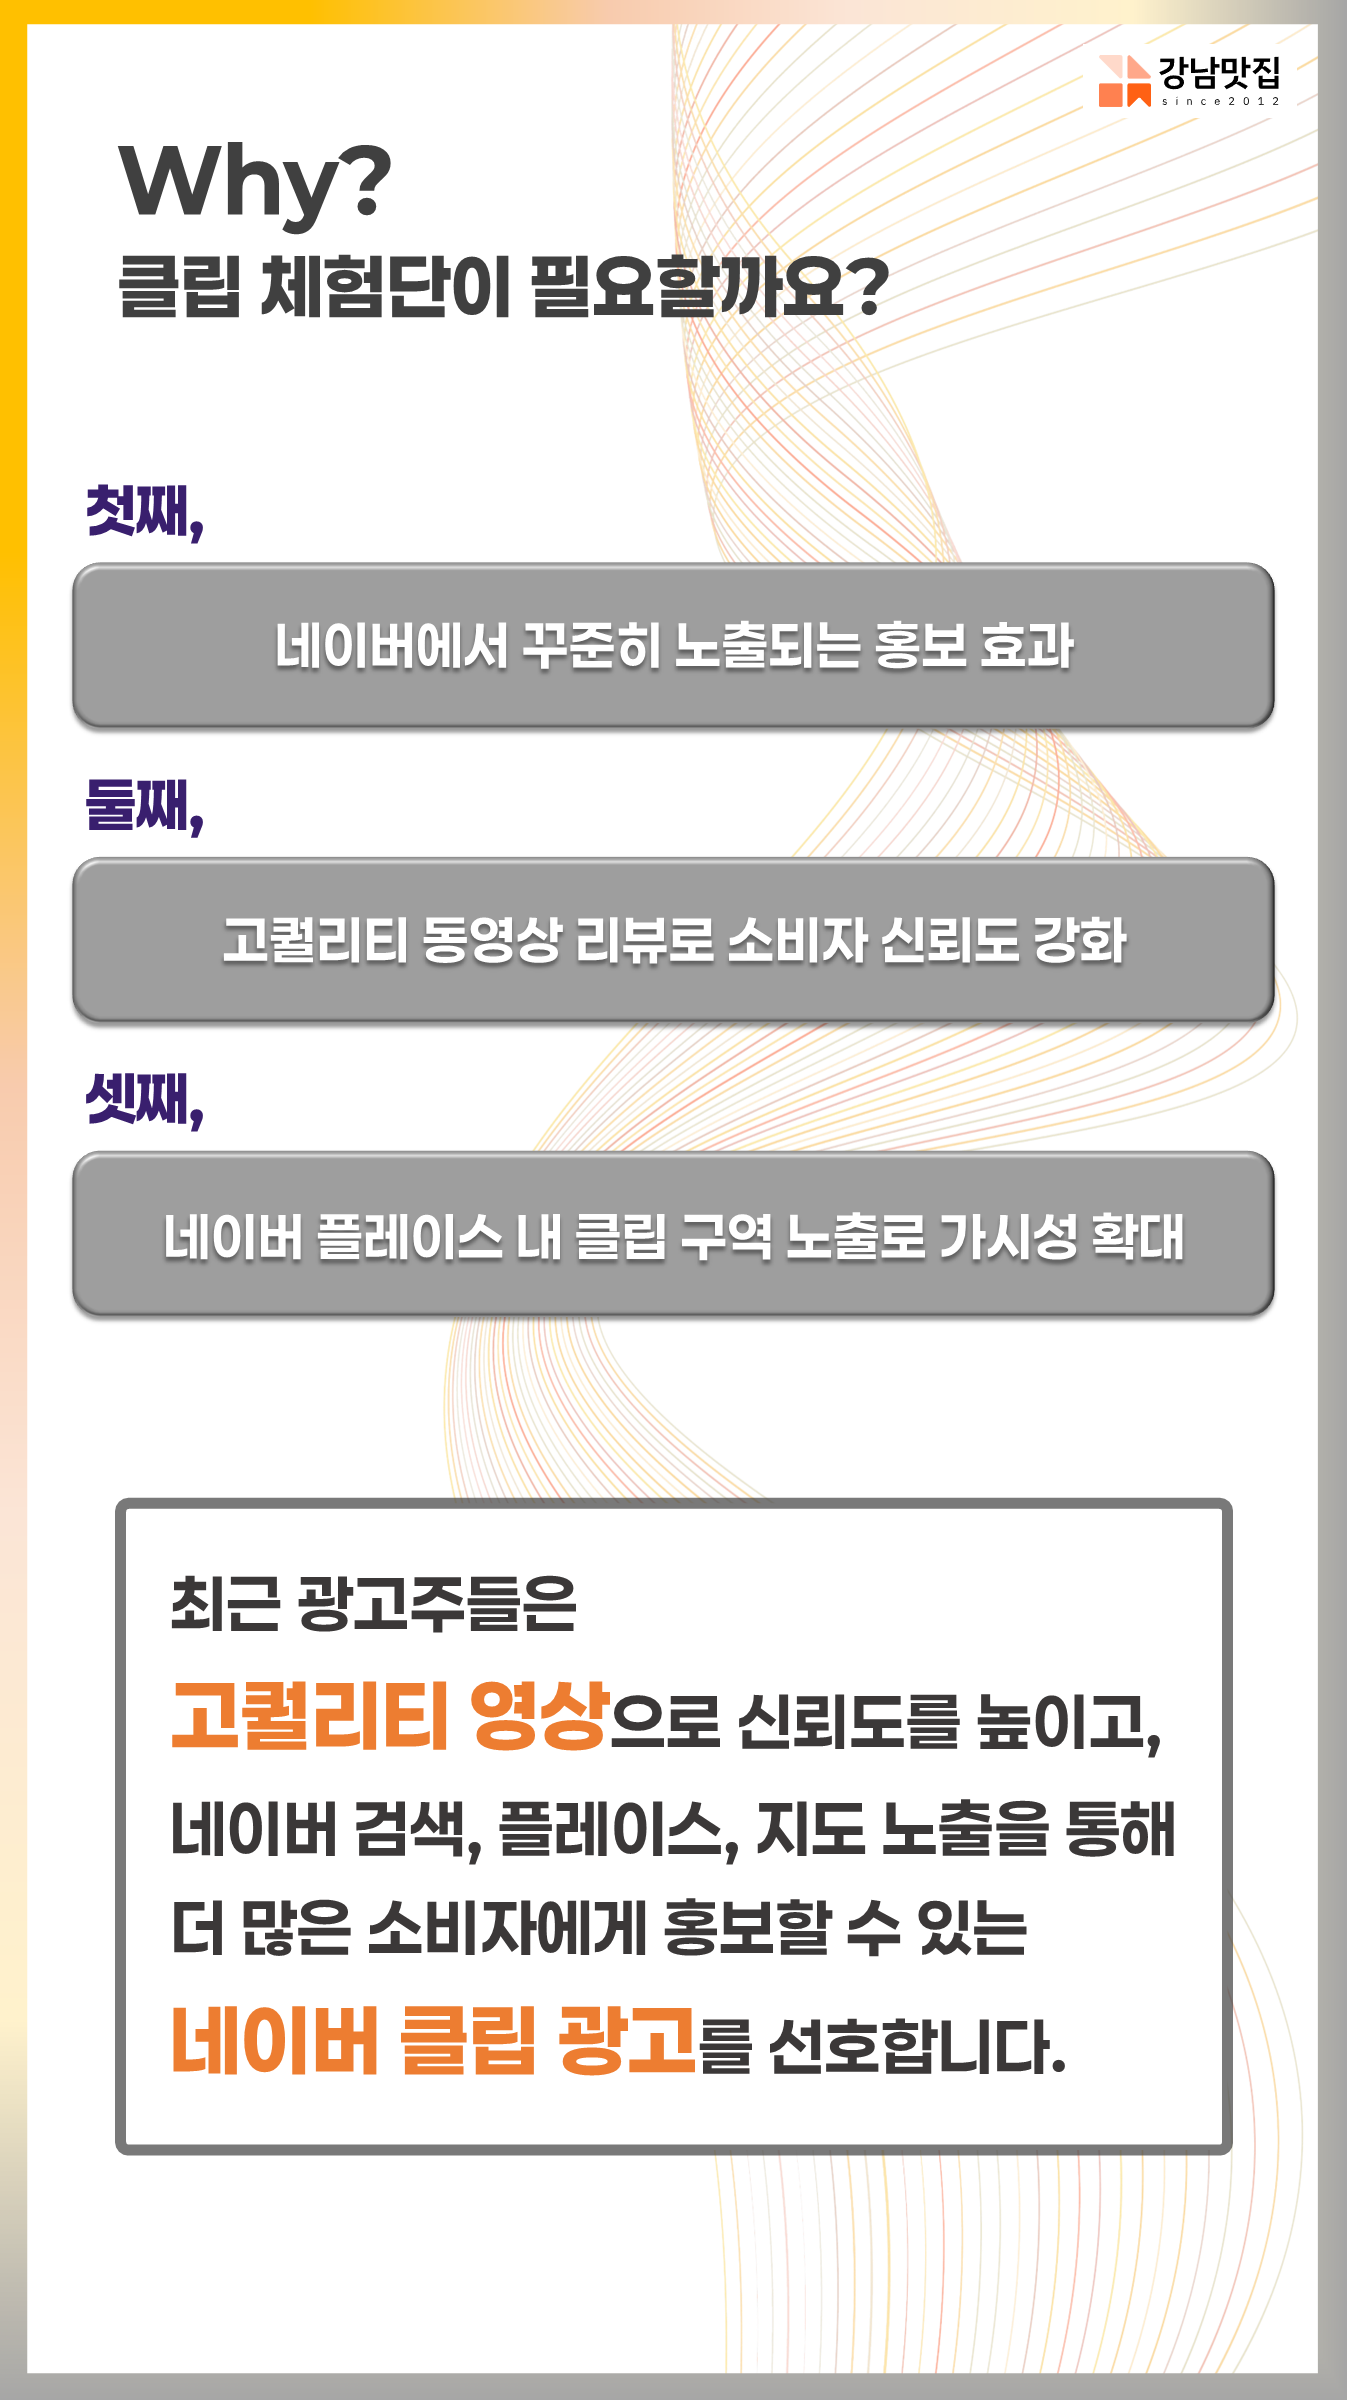 강남맛집
since2012
Why?
클립 체험단이 필요할까요?
첫째,
네이버에서 꾸준히 노출되는 홍보 효과
둘째,
고퀄리티 동영상 리뷰로 소비자 신뢰도 강화
셋째,
네이버 플레이스 내 클립 구역 노출로 가시성 확대
최근 광고주들은
고퀄리티 영상으로 신뢰도를 높이고,
네이버 검색, 플레이스, 지도 노출을 통해
더 많은 소비자에게 홍보할 수 있는
네이버 클립 광고를 선호합니다.